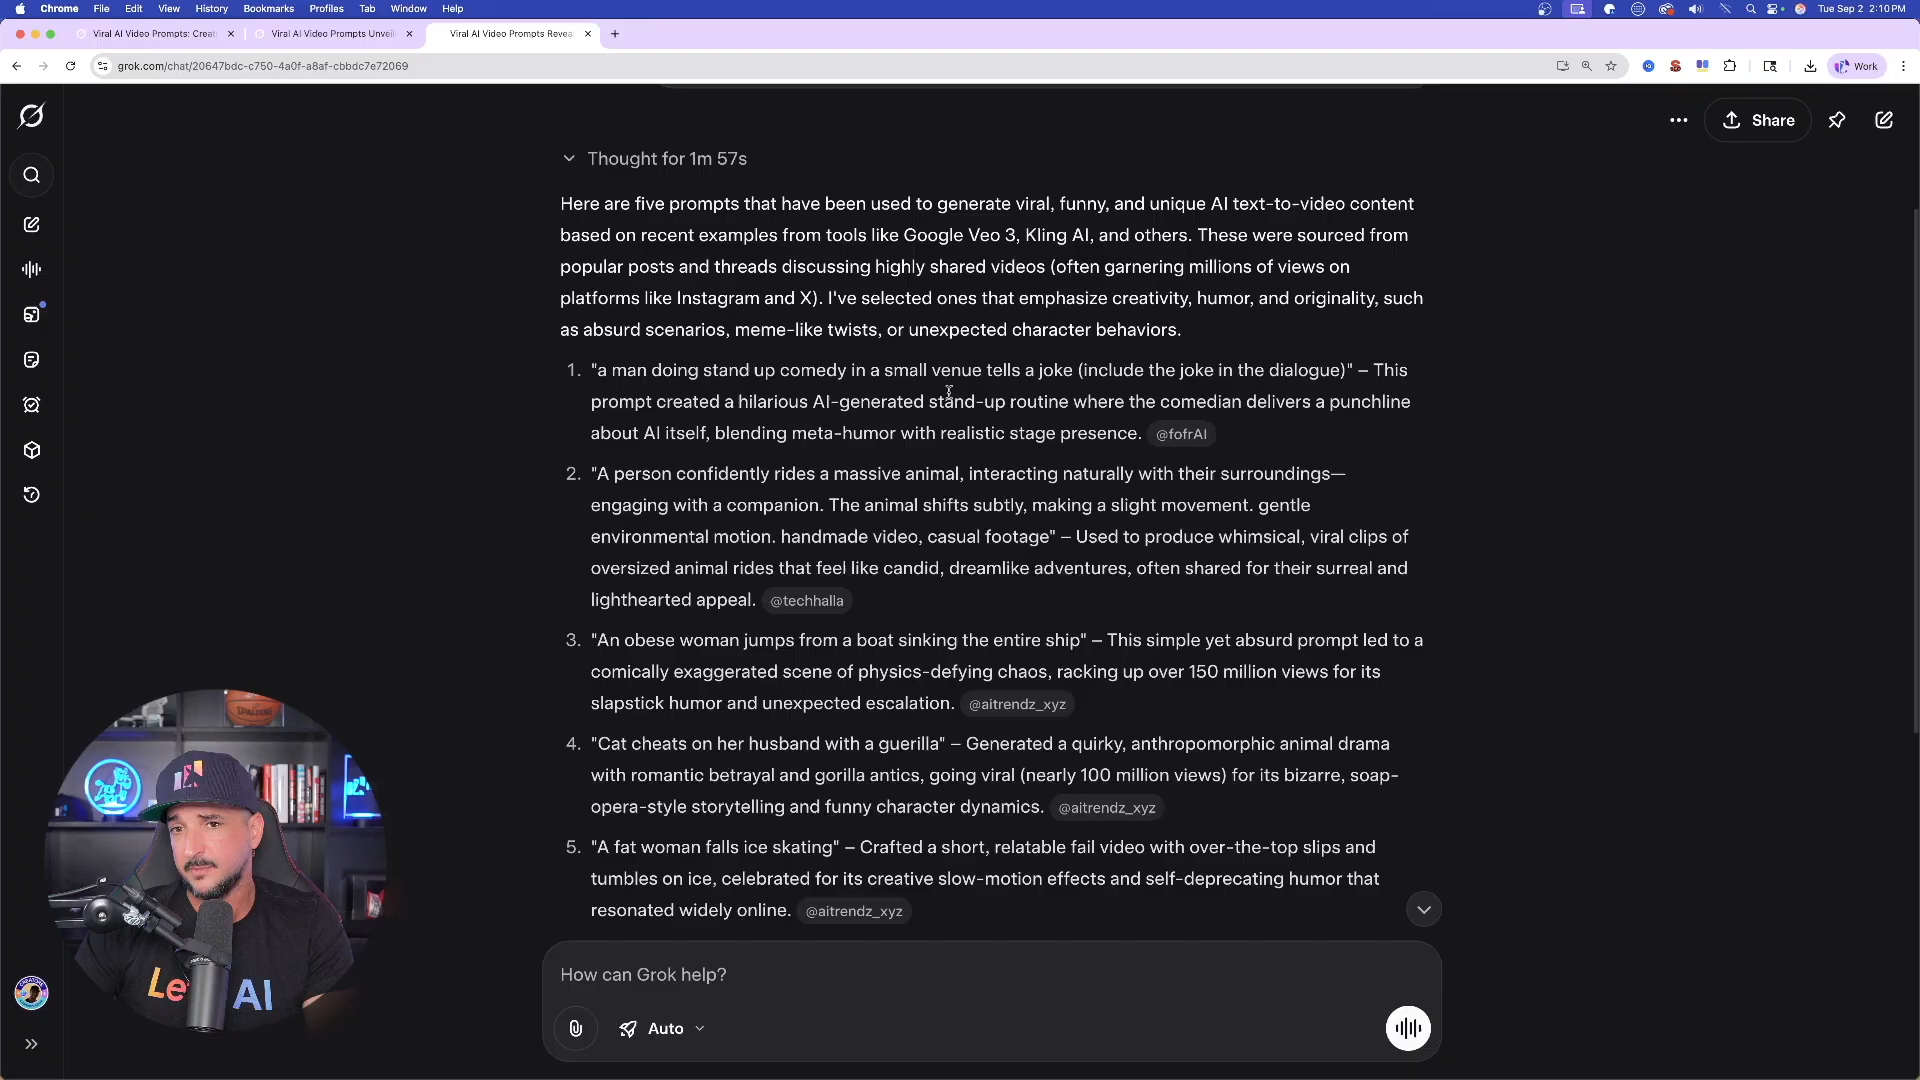 Chrome File Edit View History Bookmarks Profiles Tab Window Help Tue Sep 2 2:10 PM
Viral AI Video Prompts: Creat Viral AI Video Prompts Unveil Viral AI Video Prompts Revea
grok.com/chat/20647bdc-c750-4a0f-a8af-cbbdc7e72069 Work
Share
Thought for 1m 57s
Here are five prompts that have been used to generate viral, funny, and unique AI text-to-video content
based on recent examples from tools like Google Veo 3, Kling AI, and others. These were sourced from
popular posts and threads discussing highly shared videos (often garnering millions of views on
platforms like Instagram and X). I've selected ones that emphasize creativity, humor, and originality, such
as absurd scenarios, meme-like twists, or unexpected character behaviors.
1. "a man doing stand up comedy in a small venue tells a joke (include the joke in the dialogue)" – This
prompt created a hilarious AI-generated stand-up routine where the comedian delivers a punchline
about AI itself, blending meta-humor with realistic stage presence. @fofrAI
2. "A person confidently rides a massive animal, interacting naturally with their surroundings—
engaging with a companion. The animal shifts subtly, making a slight movement. gentle
environmental motion. handmade video, casual footage" – Used to produce whimsical, viral clips of
oversized animal rides that feel like candid, dreamlike adventures, often shared for their surreal and
lighthearted appeal. @techhalla
3. "An obese woman jumps from a boat sinking the entire ship" – This simple yet absurd prompt led to a
comically exaggerated scene of physics-defying chaos, racking up over 150 million views for its
slapstick humor and unexpected escalation. @aitrendz_xyz
4. "Cat cheats on her husband with a guerilla" – Generated a quirky, anthropomorphic animal drama
with romantic betrayal and gorilla antics, going viral (nearly 100 million views) for its bizarre, soap-
opera-style storytelling and funny character dynamics. @aitrendz_xyz
5. "A fat woman falls ice skating" – Crafted a short, relatable fail video with over-the-top slips and
tumbles on ice, celebrated for its creative slow-motion effects and self-deprecating humor that
resonated widely online. @aitrendz_xyz
How can Grok help?
Auto
SPALDING
Le AI